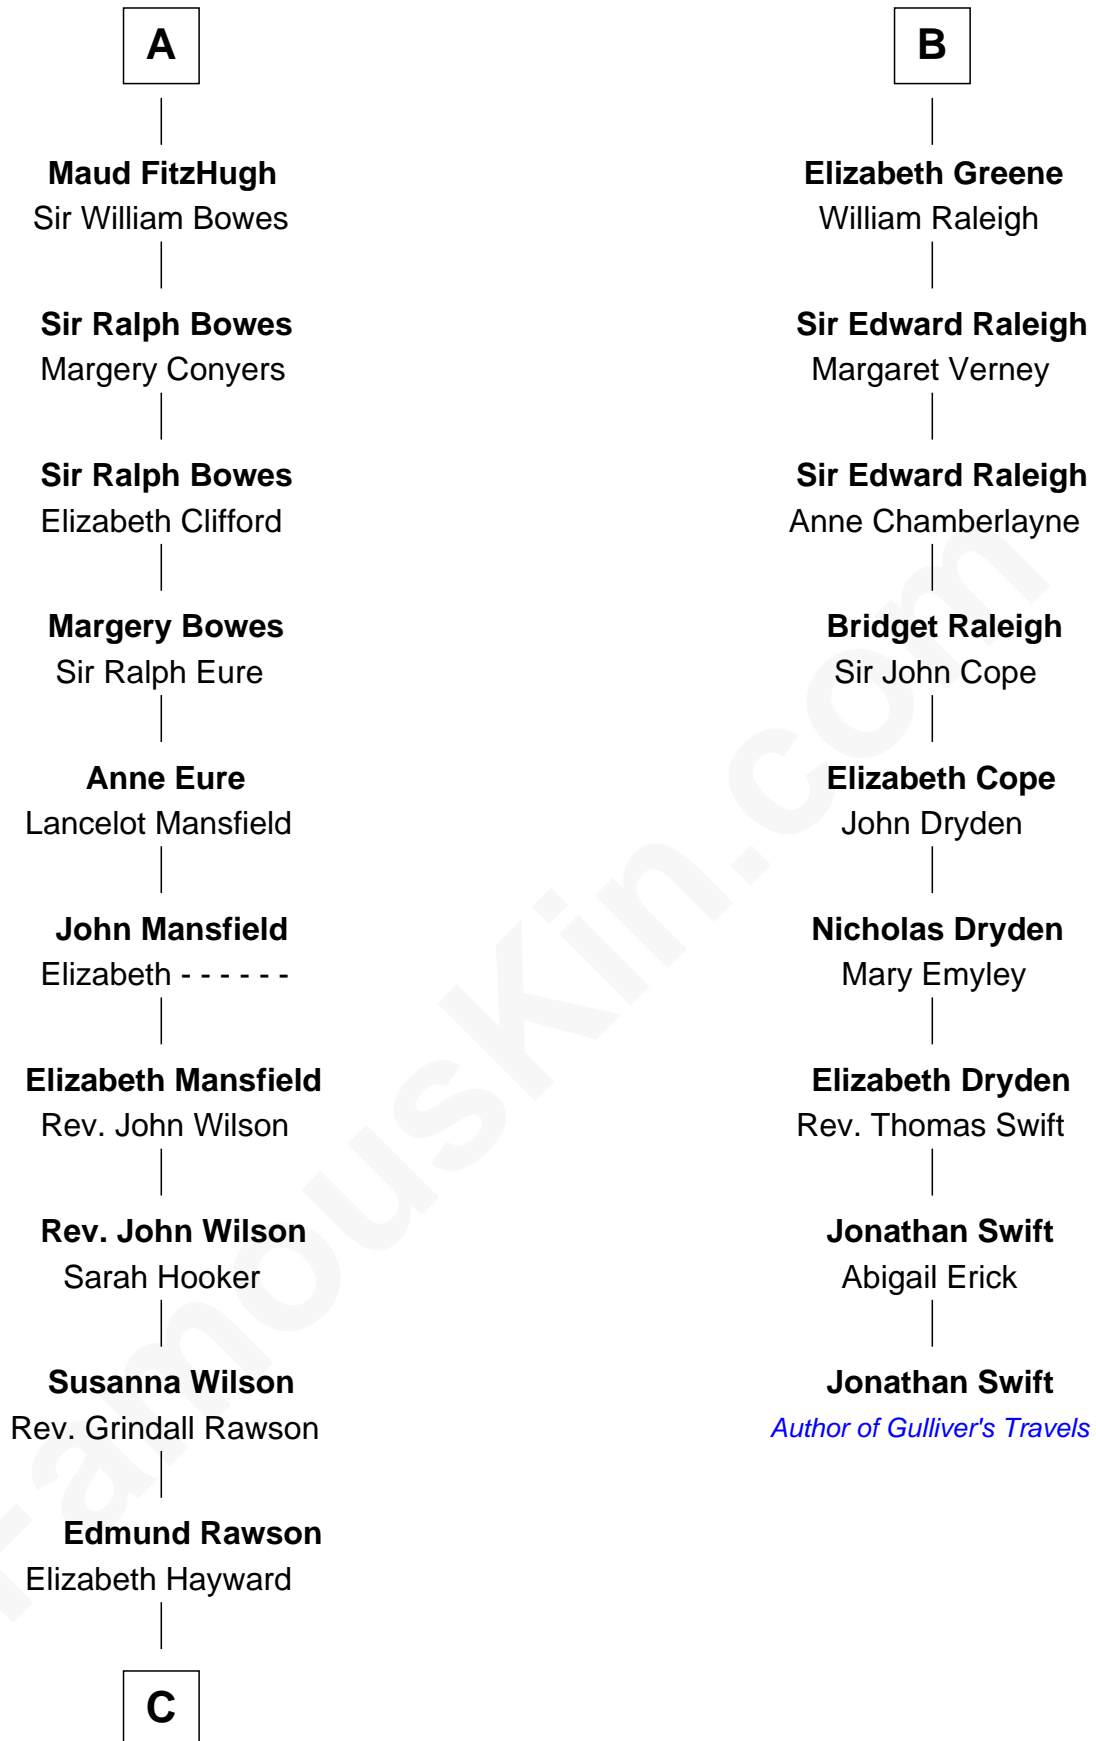 A
Maud FitzHugh
Sir William Bowes
Sir Ralph Bowes
Margery Conyers
Sir Ralph Bowes
Elizabeth Clifford
Margery Bowes
Sir Ralph Eure
Anne Eure
Lancelot Mansfield
John Mansfield
Elizabeth - - - - - -
Elizabeth Mansfield
Rev. John Wilson
Rev. John Wilson
Sarah Hooker
Susanna Wilson
Rev. Grindall Rawson
Edmund Rawson
Elizabeth Hayward
C
B
Elizabeth Greene
William Raleigh
Sir Edward Raleigh
Margaret Verney
Sir Edward Raleigh
Anne Chamberlayne
Bridget Raleigh
Sir John Cope
Elizabeth Cope
John Dryden
Nicholas Dryden
Mary Emyley
Elizabeth Dryden
Rev. Thomas Swift
Jonathan Swift
Abigail Erick
Jonathan Swift
Author of Gulliver's Travels
FamousKin.com